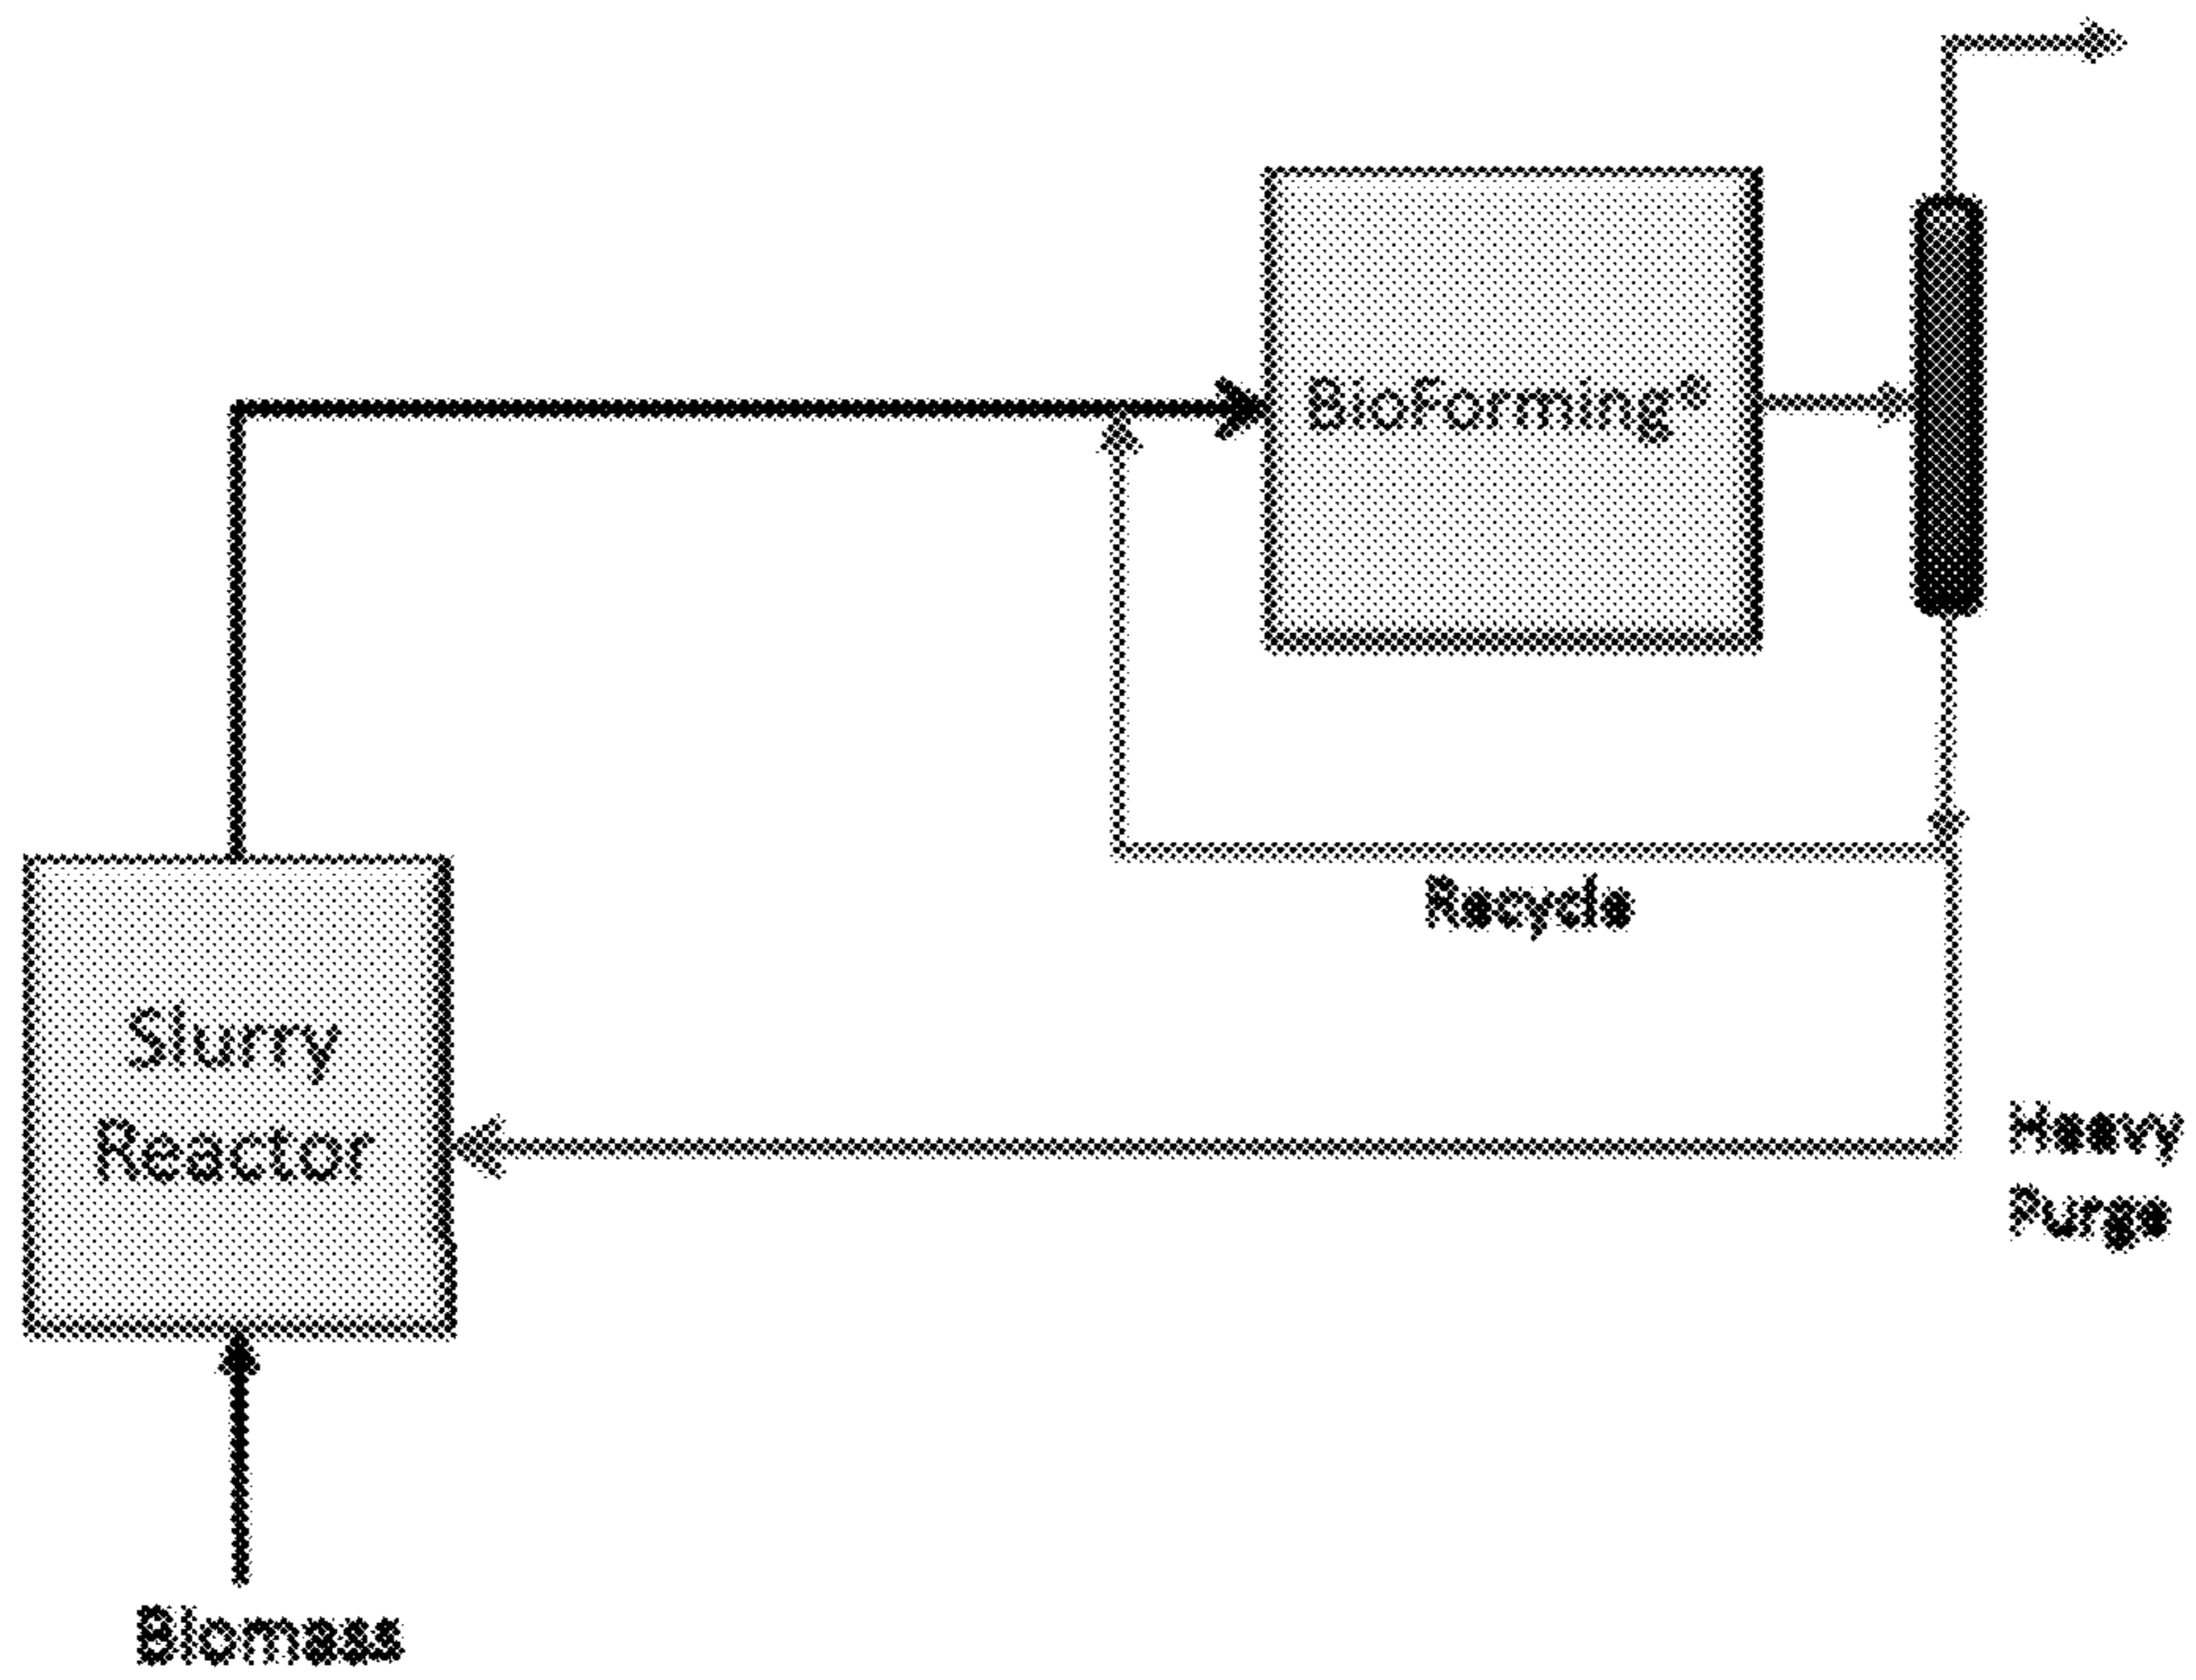 BioForming®
Recycle
Slurry
Reactor
Heavy
Purge
Biomass